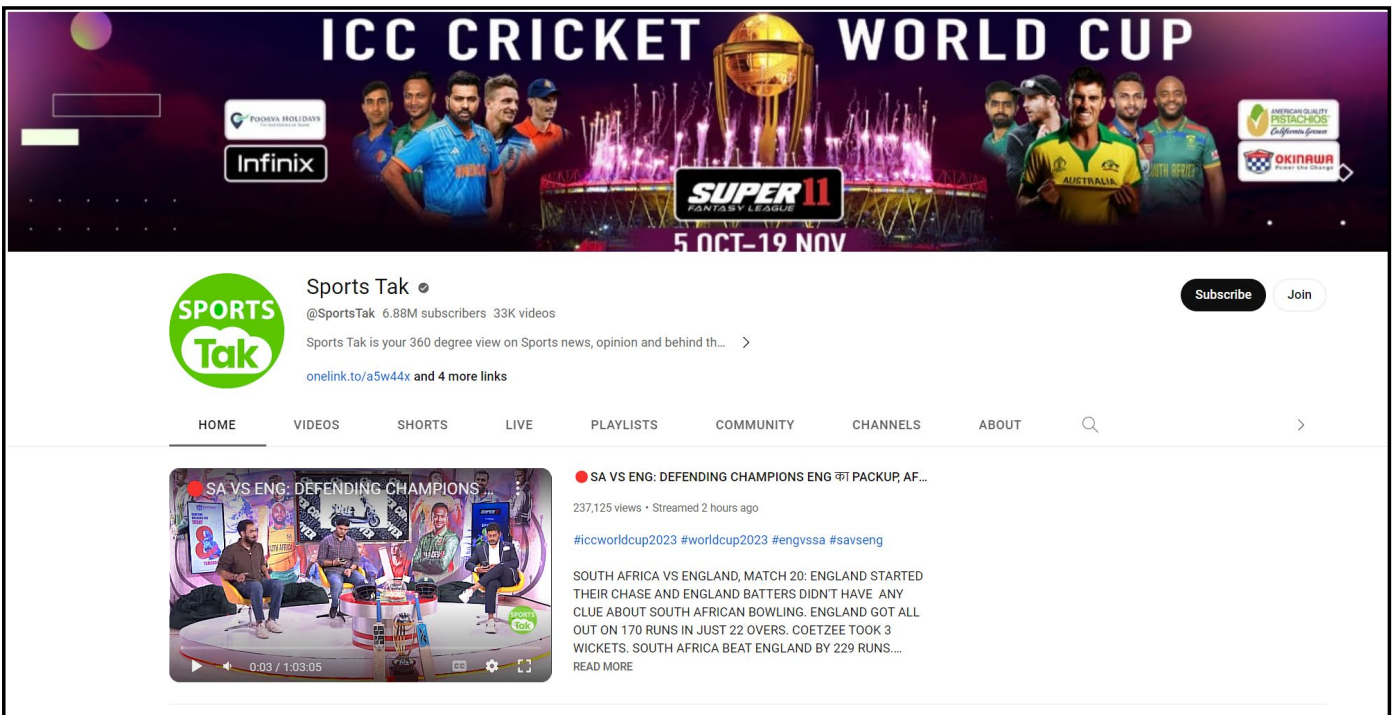 ICC CRICKET WORLD CUP
POORVA HOLIDAYS
Infinix
AMERICAN QUALITY
PISTACHIOS
California Grown
OKINAWA
Power the Change
AUSTRALIA
SOUTH AFRICA
SUPER11
FANTASY LEAGUE
5 OCT-19 NOV
SPORTS
Tak
Sports Tak
@SportsTak 6.88M subscribers 33K videos
Sports Tak is your 360 degree view on Sports news, opinion and behind th...
onelink.to/a5w44x and 4 more links
Subscribe
Join
HOME VIDEOS SHORTS LIVE PLAYLISTS COMMUNITY CHANNELS ABOUT
SA VS ENG: DEFENDING CHAMPIONS ...
SPORTS
Tak
0:03 / 1:03:05
CC
SA VS ENG: DEFENDING CHAMPIONS ENG का PACKUP, AF...
237,125 views • Streamed 2 hours ago
#iccworldcup2023 #worldcup2023 #engvssa #savseng
SOUTH AFRICA VS ENGLAND, MATCH 20: ENGLAND STARTED
THEIR CHASE AND ENGLAND BATTERS DIDN'T HAVE ANY
CLUE ABOUT SOUTH AFRICAN BOWLING. ENGLAND GOT ALL
OUT ON 170 RUNS IN JUST 22 OVERS. COETZEE TOOK 3
WICKETS. SOUTH AFRICA BEAT ENGLAND BY 229 RUNS....
READ MORE